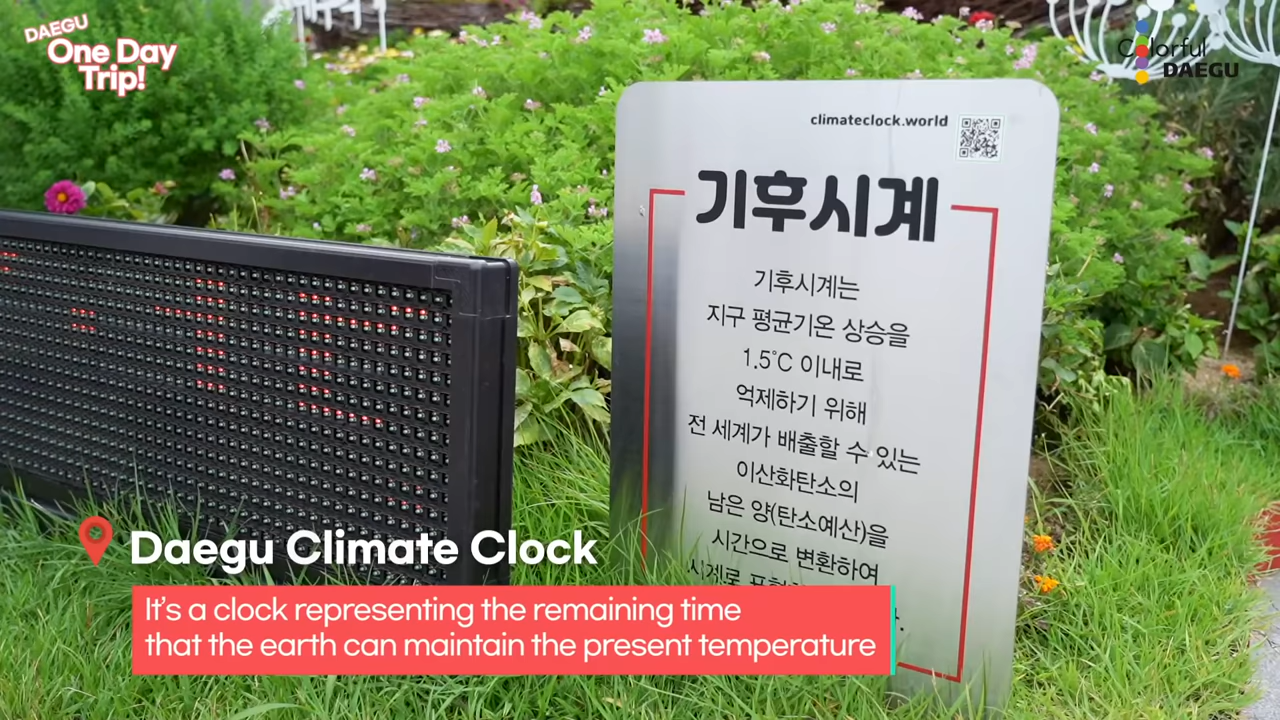 DAEGU
One Day
Trip!
Colorful
DAEGU
climateclock.world
기후시계
기후시계는
지구 평균기온 상승을
1.5℃ 이내로
억제하기 위해
전 세계가 배출할 수 있는
이산화탄소의
남은 양(탄소예산)을
시간으로 변환하여
시계로
Daegu Climate Clock
It's a clock representing the remaining time
that the earth can maintain the present temperature